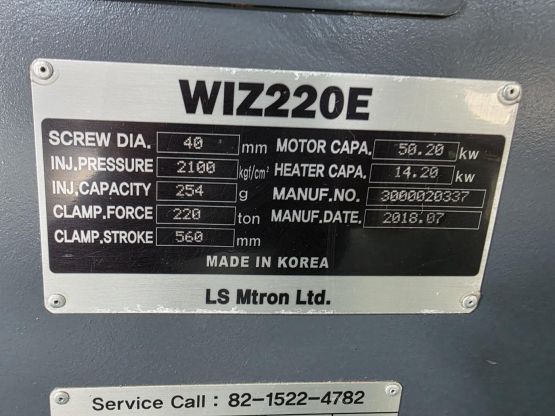 WIZ220E
SCREW DIA. 40 mm MOTOR CAPA. 50.20 kw
INJ.PRESSURE 2100 kgf/cm² HEATER CAPA. 14.20 kw
INJ,CAPACITY 254 g MANUF.NO. 3000020337
CLAMP.FORCE 220 ton MANUF.DATE. 2018.07
CLAMP.STROKE 560 mm
MADE IN KOREA
LS Mtron Ltd.
Service Call : 82-1522-4782